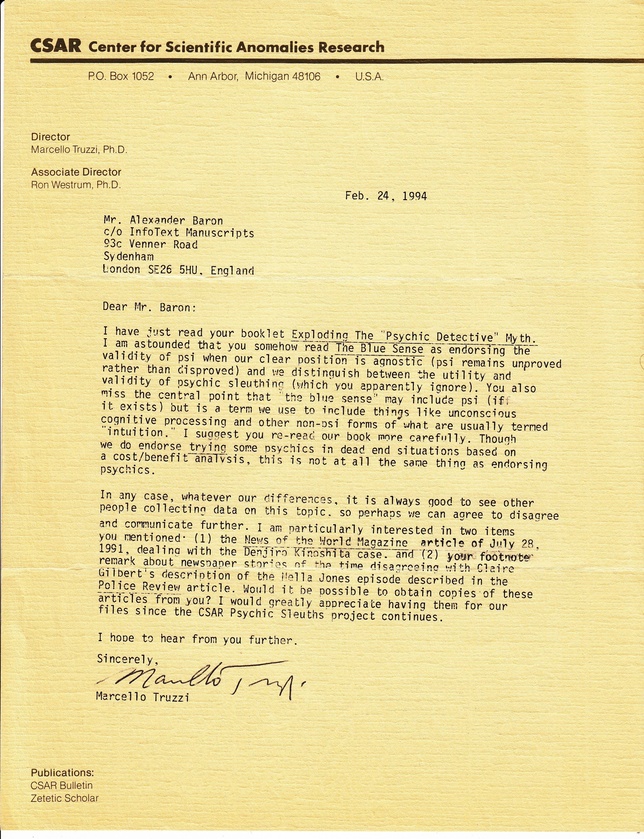 CSAR Center for Scientific Anomalies Research
P.O. Box 1052 • Ann Arbor, Michigan 48106 • U.S.A.
Director
Marcello Truzzi, Ph.D.
Associate Director
Ron Westrum, Ph.D.
Feb. 24, 1994
Mr. Alexander Baron
c/o InfoText Manuscripts
93c Venner Road
Sydenham
London SE26 5HU, England
Dear Mr. Baron:
I have just read your booklet Exploding The "Psychic Detective" Myth.
I am astounded that you somehow read The Blue Sense as endorsing the
validity of psi when our clear position is agnostic (psi remains unproved
rather than disproved) and we distinguish between the utility and
validity of psychic sleuthing (which you apparently ignore). You also
miss the central point that "the blue sense" may include psi (iff
it exists) but is a term we use to include things like unconscious
cognitive processing and other non-psi forms of what are usually termed
"intuition." I suggest you re-read our book more carefully. Though
we do endorse trying some psychics in dead end situations based on
a cost/benefit analysis, this is not at all the same thing as endorsing
psychics.
In any case, whatever our differences, it is always good to see other
people collecting data on this topic. so perhaps we can agree to disagree
and communicate further. I am particularly interested in two items
you mentioned: (1) the News of the World Magazine article of July 28,
1991, dealing with the Denjiro Kinoshita case. and (2) your footnote
remark about newspaper stories of the time disagreeing with Claire
Gilbert's description of the Nella Jones episode described in the
Police Review article. Would it be possible to obtain copies of these
articles from you? I would greatly appreciate having them for our
files since the CSAR Psychic Sleuths project continues.
I hope to hear from you further.
Sincerely,
Marcello Truzzi
Marcello Truzzi
Publications:
CSAR Bulletin
Zetetic Scholar